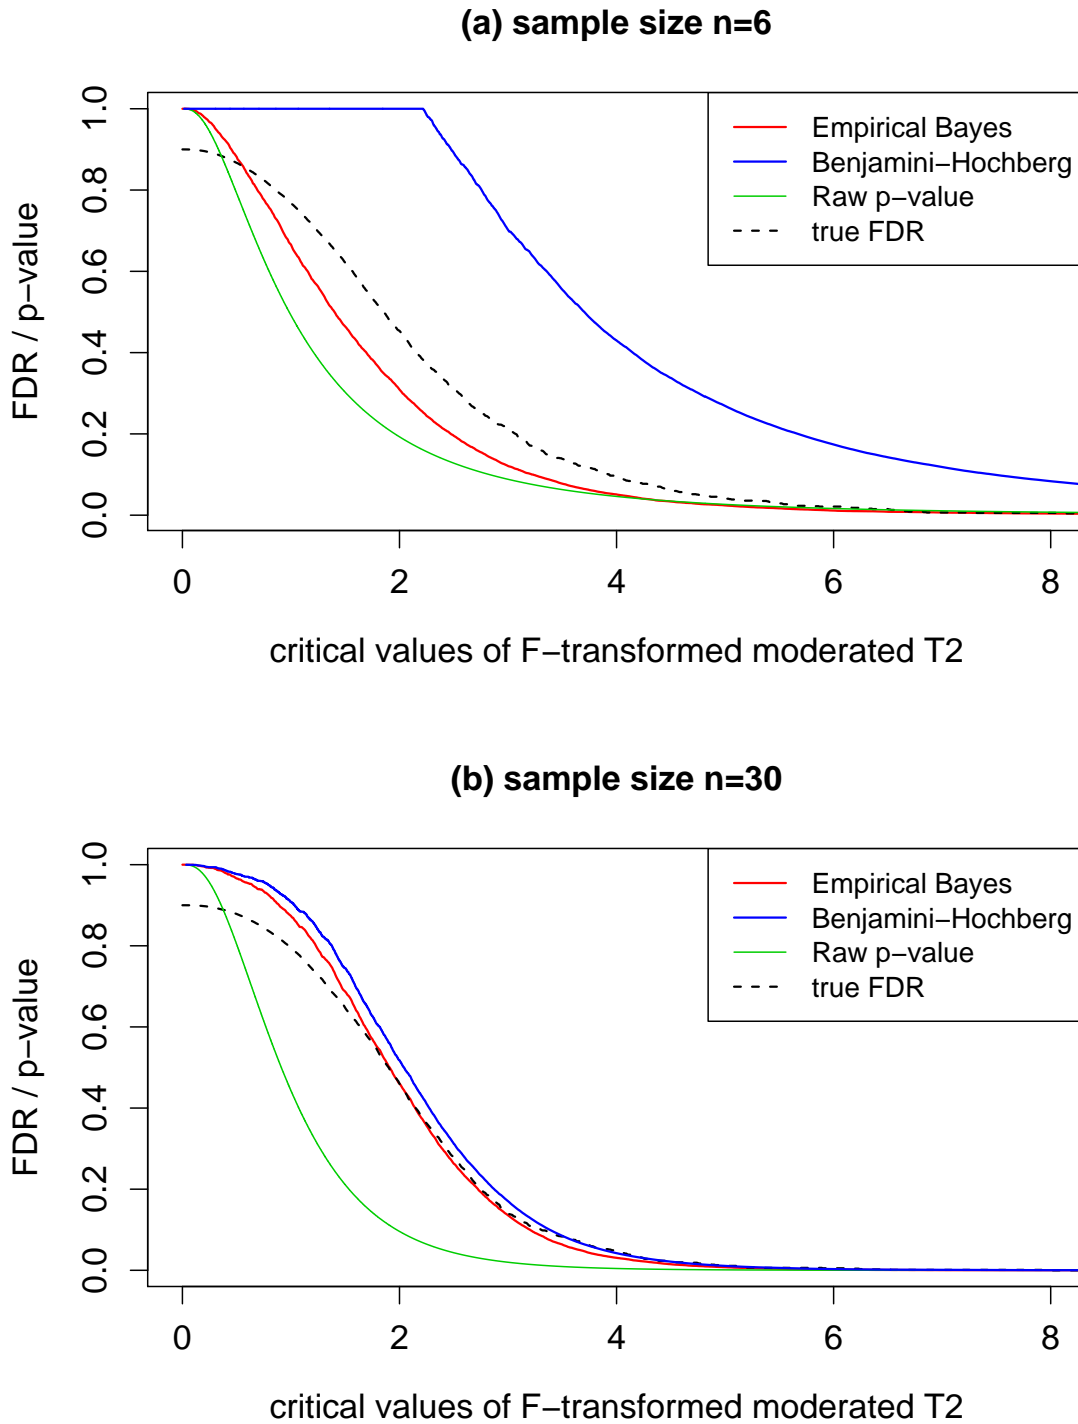 (a) sample size n=6
FDR / p−value
1.0
0.8
0.6
0.4
0.2
0.0
Empirical Bayes
Benjamini−Hochberg
Raw p−value
true FDR
0 2 4 6 8
critical values of F−transformed moderated T2
(b) sample size n=30
FDR / p−value
1.0
0.8
0.6
0.4
0.2
0.0
Empirical Bayes
Benjamini−Hochberg
Raw p−value
true FDR
0 2 4 6 8
critical values of F−transformed moderated T2